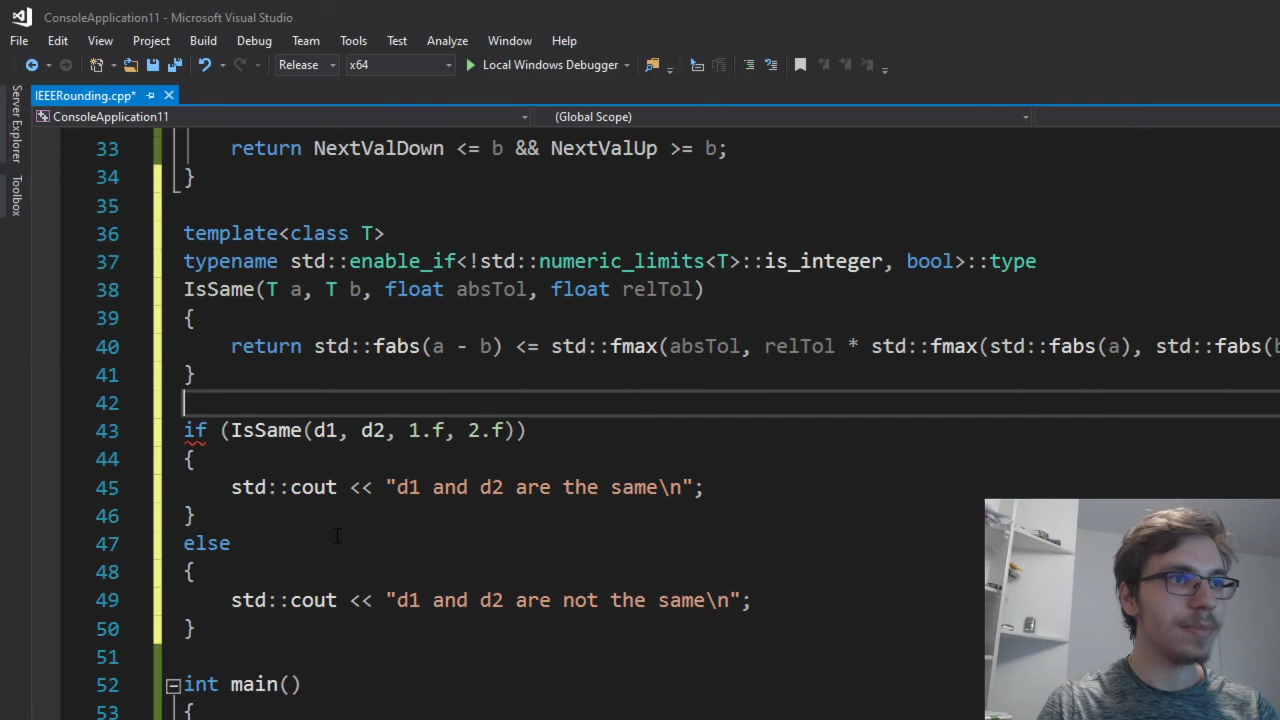 ConsoleApplication11 - Microsoft Visual Studio
File Edit View Project Build Debug Team Tools Test Analyze Window Help
Release x64 Local Windows Debugger
IEEERounding.cpp*
ConsoleApplication11 (Global Scope)
Server Explorer
Toolbox
33 return NextValDown <= b && NextValUp >= b;
34 }
35
36 template<class T>
37 typename std::enable_if<!std::numeric_limits<T>::is_integer, bool>::type
38 IsSame(T a, T b, float absTol, float relTol)
39 {
40 return std::fabs(a - b) <= std::fmax(absTol, relTol * std::fmax(std::fabs(a), std::fabs(b
41 }
42
43 if (IsSame(d1, d2, 1.f, 2.f))
44 {
45 std::cout << "d1 and d2 are the same\n";
46 }
47 else
48 {
49 std::cout << "d1 and d2 are not the same\n";
50 }
51
52 int main()
53 {